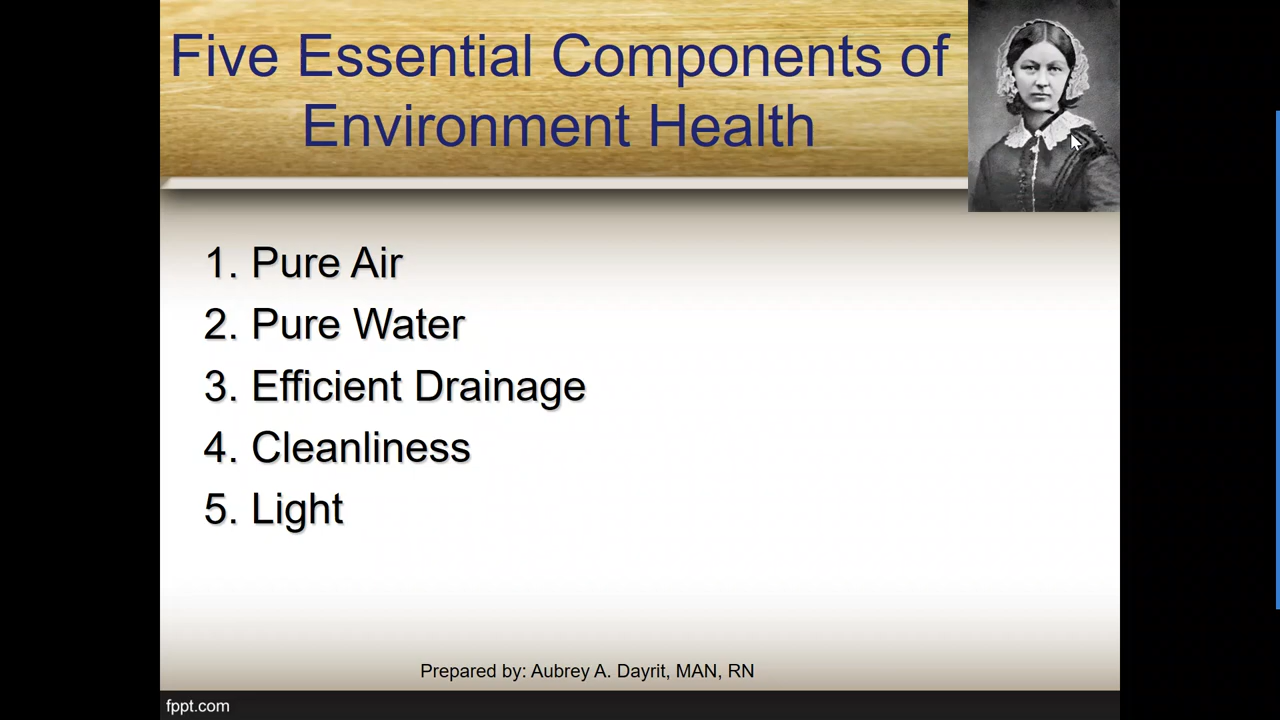 Five Essential Components of
Environment Health
1. Pure Air
2. Pure Water
3. Efficient Drainage
4. Cleanliness
5. Light
Prepared by: Aubrey A. Dayrit, MAN, RN
fppt.com